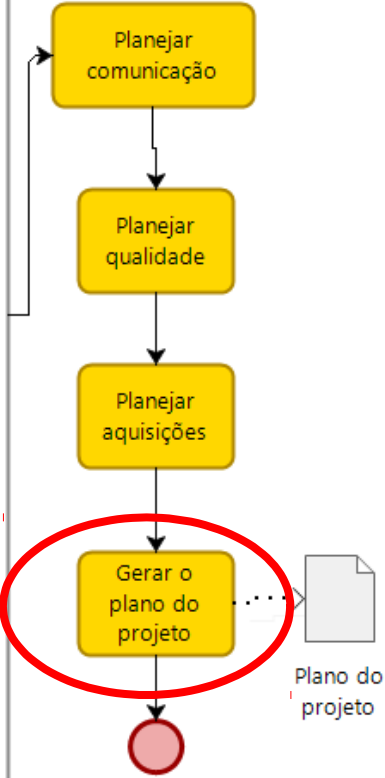 Planejar
comunicação
Planejar
qualidade
Planejar
aquisições
Gerar o
plano do
projeto
Plano do
projeto